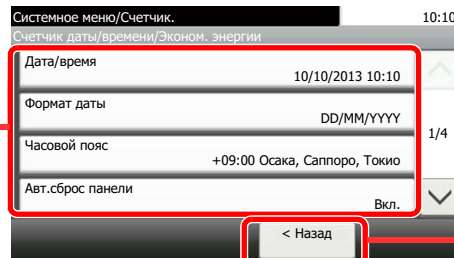 Системное меню/Счетчик.
10:10
Счетчик даты/времени/Эконом. энергии
Дата/время
10/10/2013 10:10
Формат даты
DD/MM/YYYY
1/4
Часовой пояс
+09:00 Осака, Саппоро, Токио
Авт.сброс панели
Вкл.
< Назад